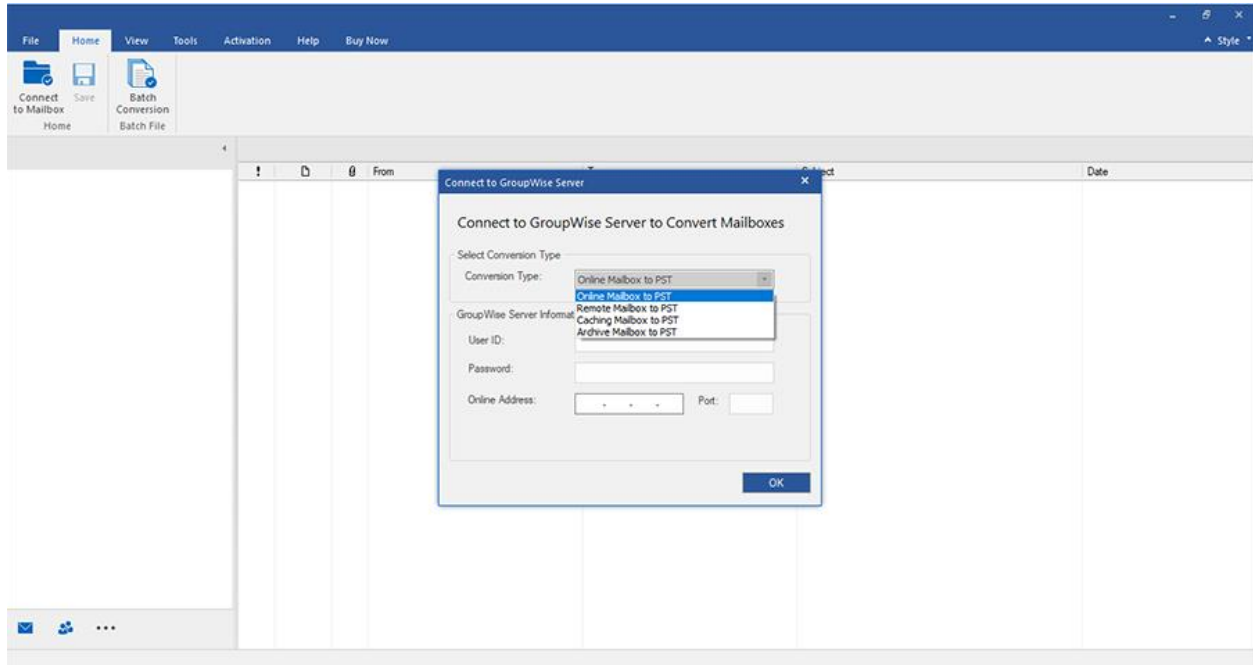 File Home View Tools Activation Help Buy Now
Style
Connect to Mailbox
Save
Batch Conversion
Home
Batch File
From
Date
Connect to GroupWise Server
Connect to GroupWise Server to Convert Mailboxes
Select Conversion Type
Conversion Type:
Online Mailbox to PST
Online Mailbox to PST
Remote Mailbox to PST
Caching Mailbox to PST
Archive Mailbox to PST
GroupWise Server
User ID:
Password:
Online Address:
Port:
OK